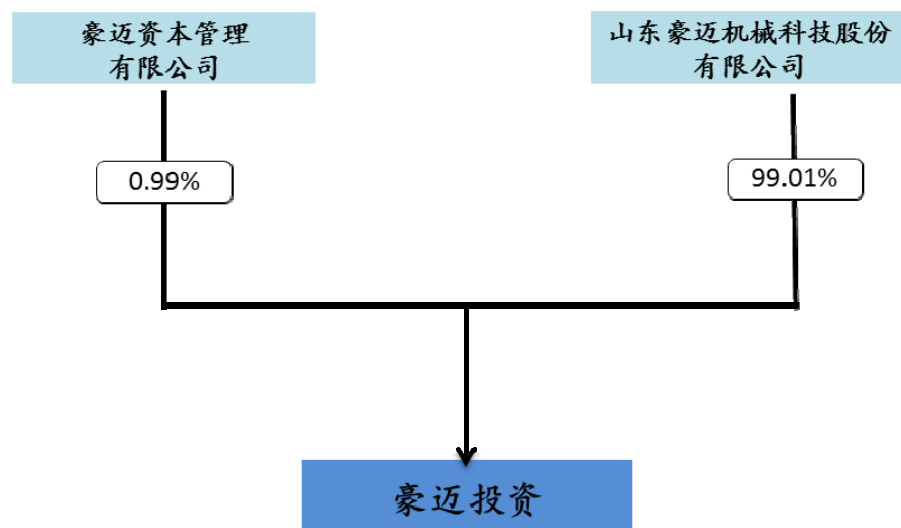 豪迈资本管理
有限公司
山东豪迈机械科技股份
有限公司
0.99%
99.01%
豪迈投资